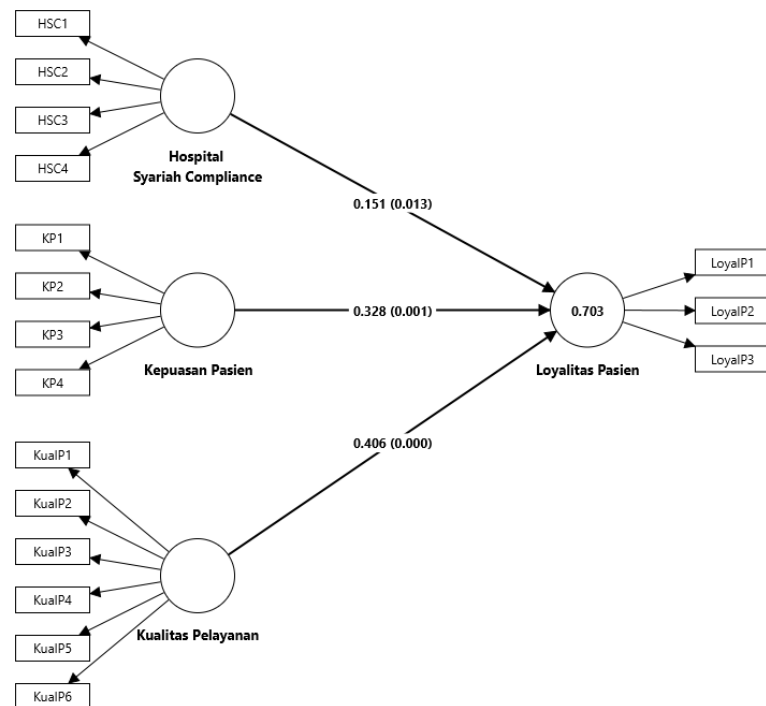 HSC1
HSC2
HSC3
HSC4
Hospital
Syariah Compliance
0.151 (0.013)
KP1
KP2
KP3
KP4
Kepuasan Pasien
0.328 (0.001)
0.703
LoyalP1
LoyalP2
LoyalP3
Loyalitas Pasien
0.406 (0.000)
KualP1
KualP2
KualP3
KualP4
KualP5
KualP6
Kualitas Pelayanan